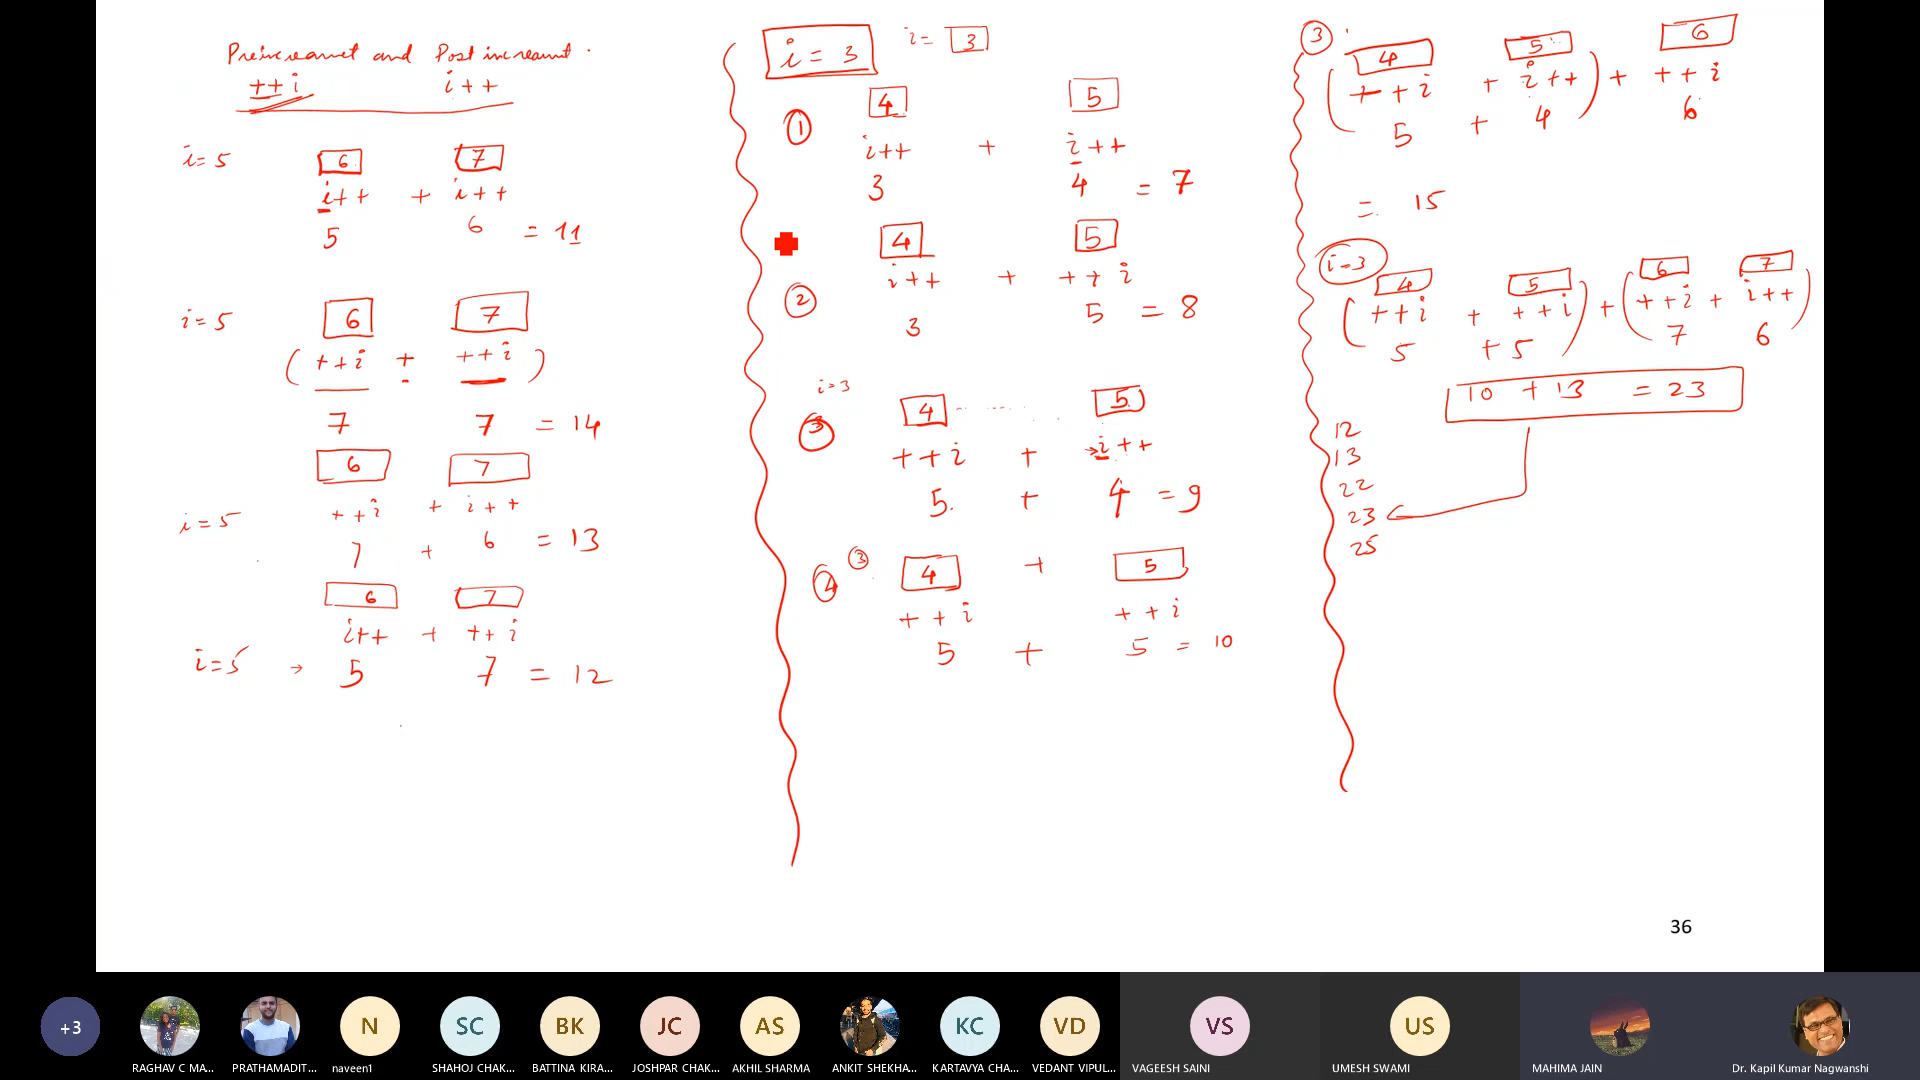 Preincreamet and Post increamt.
++i i++
i=5 6 7
i++ + i++
5 6 = 11
i=5 6 7
(++i + ++i)
7 7 = 14
6 7
i=5 ++i + i++
7 + 6 = 13
6 7
i++ + ++i
i=5 → 5 7 = 12
i = 3 i= 3
① 4 5
i++ + i++
3 4 = 7
4 5
② i++ + ++i
3 5 = 8
i=3
③ 4 5
++i + i++
5 + 4 = 9
④ ③ 4 + 5
++i ++i
5 + 5 = 10
③ 4 5 6
(++i + i++) + ++i
5 + 4 6
= 15
i=3
4 5 6 7
(++i + ++i) + (++i + i++)
5 + 5 7 6
10 + 13 = 23
12
13
22
23
25
36
+3
RAGHAV C MA...
PRATHAMADIT...
N
naveen1
SC
SHAHOJ CHAK...
BK
BATTINA KIRA...
JC
JOSHPAR CHAK...
AS
AKHIL SHARMA
ANKIT SHEKHA...
KC
KARTAVYA CHA...
VD
VEDANT VIPUL...
VS
VAGEESH SAINI
US
UMESH SWAMI
MAHIMA JAIN
Dr. Kapil Kumar Nagwanshi